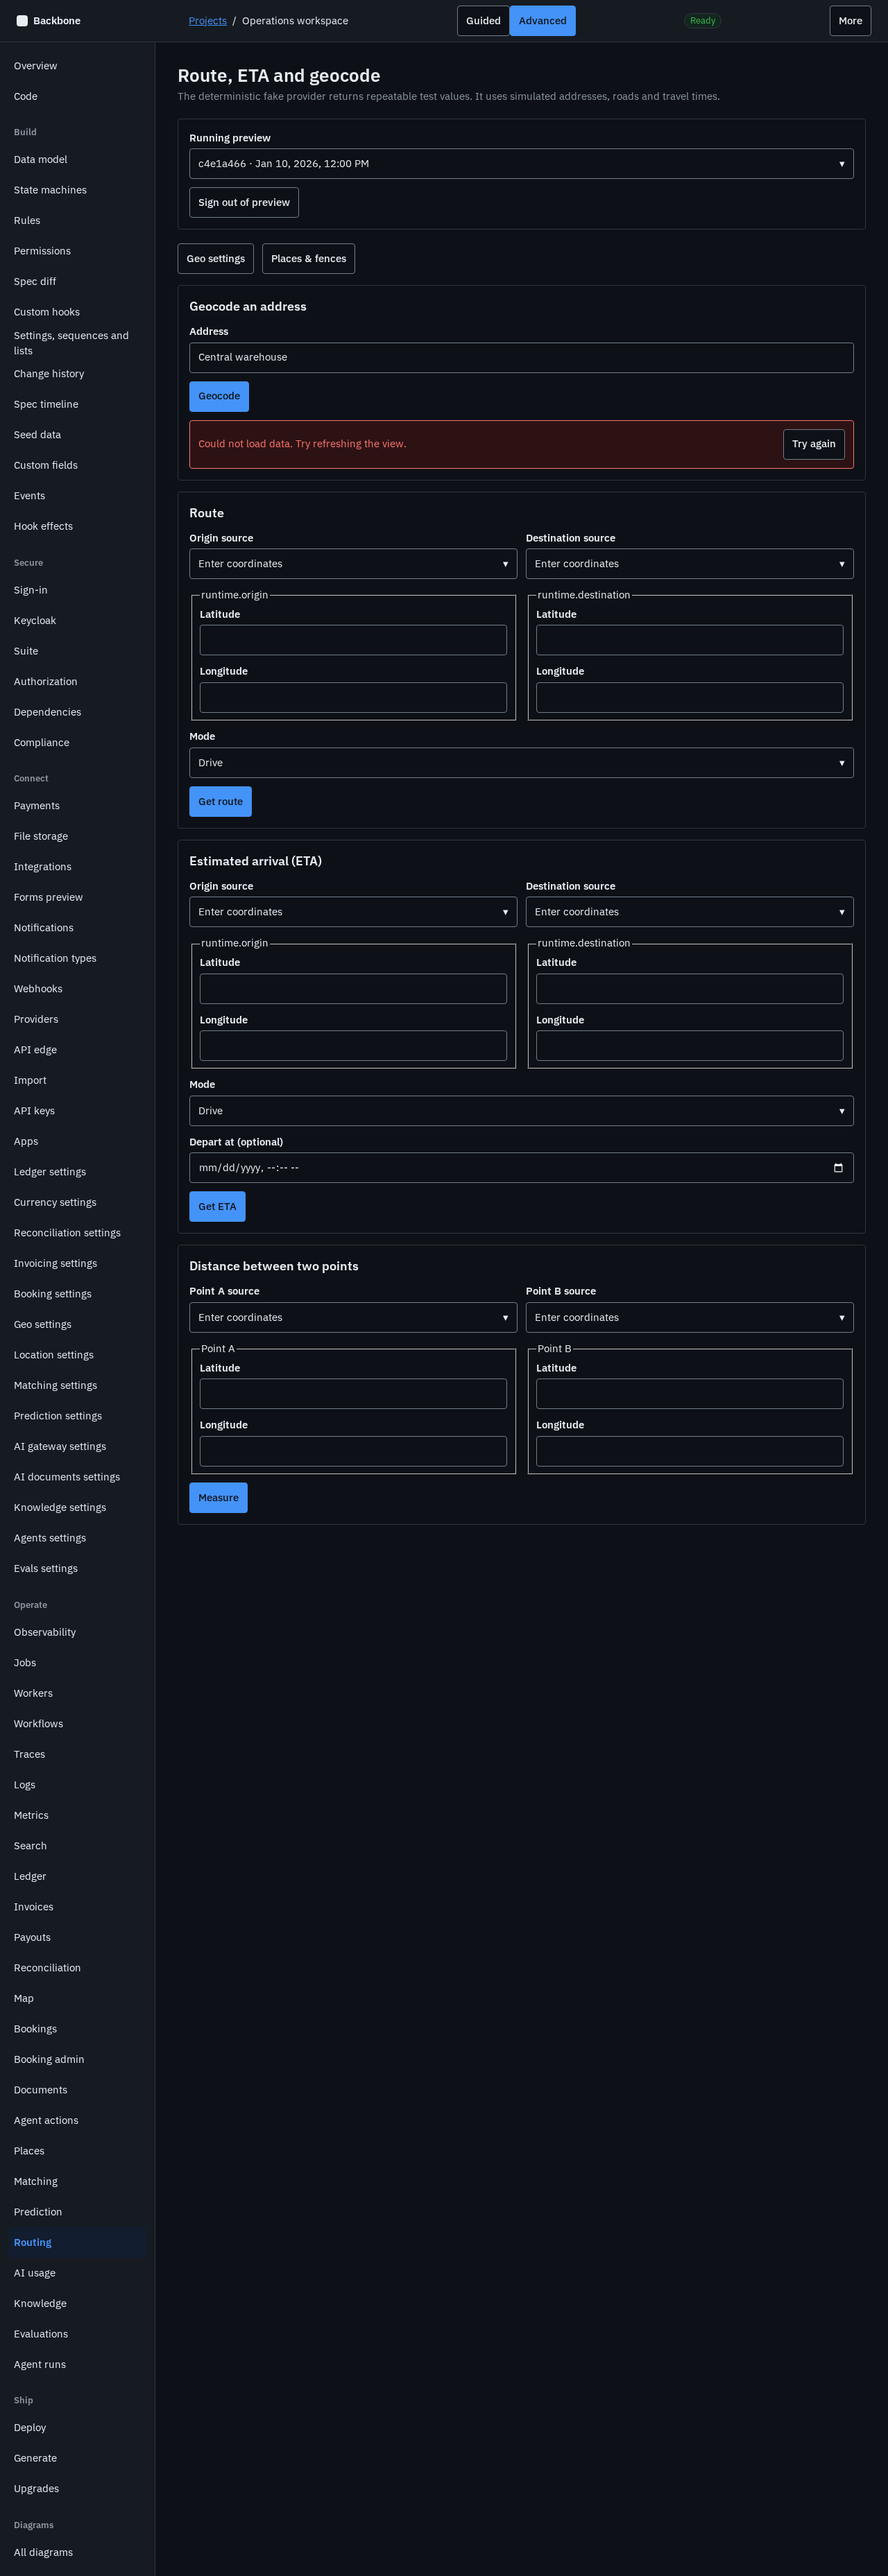 Backbone
Projects / Operations workspace
Guided
Advanced
Ready
More
Overview
Code
Build
Data model
State machines
Rules
Permissions
Spec diff
Custom hooks
Settings, sequences and
lists
Change history
Spec timeline
Seed data
Custom fields
Events
Hook effects
Secure
Sign-in
Keycloak
Suite
Authorization
Dependencies
Compliance
Connect
Payments
File storage
Integrations
Forms preview
Notifications
Notification types
Webhooks
Providers
API edge
Import
API keys
Apps
Ledger settings
Currency settings
Reconciliation settings
Invoicing settings
Booking settings
Geo settings
Location settings
Matching settings
Prediction settings
AI gateway settings
AI documents settings
Knowledge settings
Agents settings
Evals settings
Operate
Observability
Jobs
Workers
Workflows
Traces
Logs
Metrics
Search
Ledger
Invoices
Payouts
Reconciliation
Map
Bookings
Booking admin
Documents
Agent actions
Places
Matching
Prediction
Routing
AI usage
Knowledge
Evaluations
Agent runs
Ship
Deploy
Generate
Upgrades
Diagrams
All diagrams
Route, ETA and geocode
The deterministic fake provider returns repeatable test values. It uses simulated addresses, roads and travel times.
Running preview
c4e1a466 · Jan 10, 2026, 12:00 PM
Sign out of preview
Geo settings
Places & fences
Geocode an address
Address
Central warehouse
Geocode
Could not load data. Try refreshing the view.
Try again
Route
Origin source
Destination source
Enter coordinates
Enter coordinates
runtime.origin
runtime.destination
Latitude
Latitude
Longitude
Longitude
Mode
Drive
Get route
Estimated arrival (ETA)
Origin source
Destination source
Enter coordinates
Enter coordinates
runtime.origin
runtime.destination
Latitude
Latitude
Longitude
Longitude
Mode
Drive
Depart at (optional)
mm/dd/yyyy, --:-- --
Get ETA
Distance between two points
Point A source
Point B source
Enter coordinates
Enter coordinates
Point A
Point B
Latitude
Latitude
Longitude
Longitude
Measure